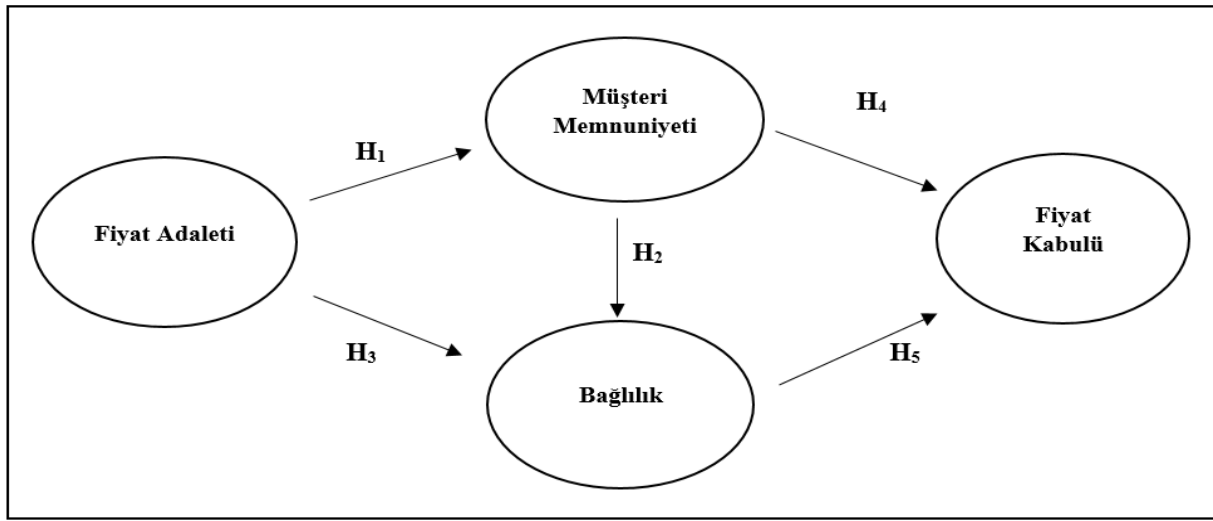 Müşteri
Memnuniyeti
H₄
H₁
Fiyat Adaleti
Fiyat
Kabulü
H₂
H₃
H₅
Bağlılık